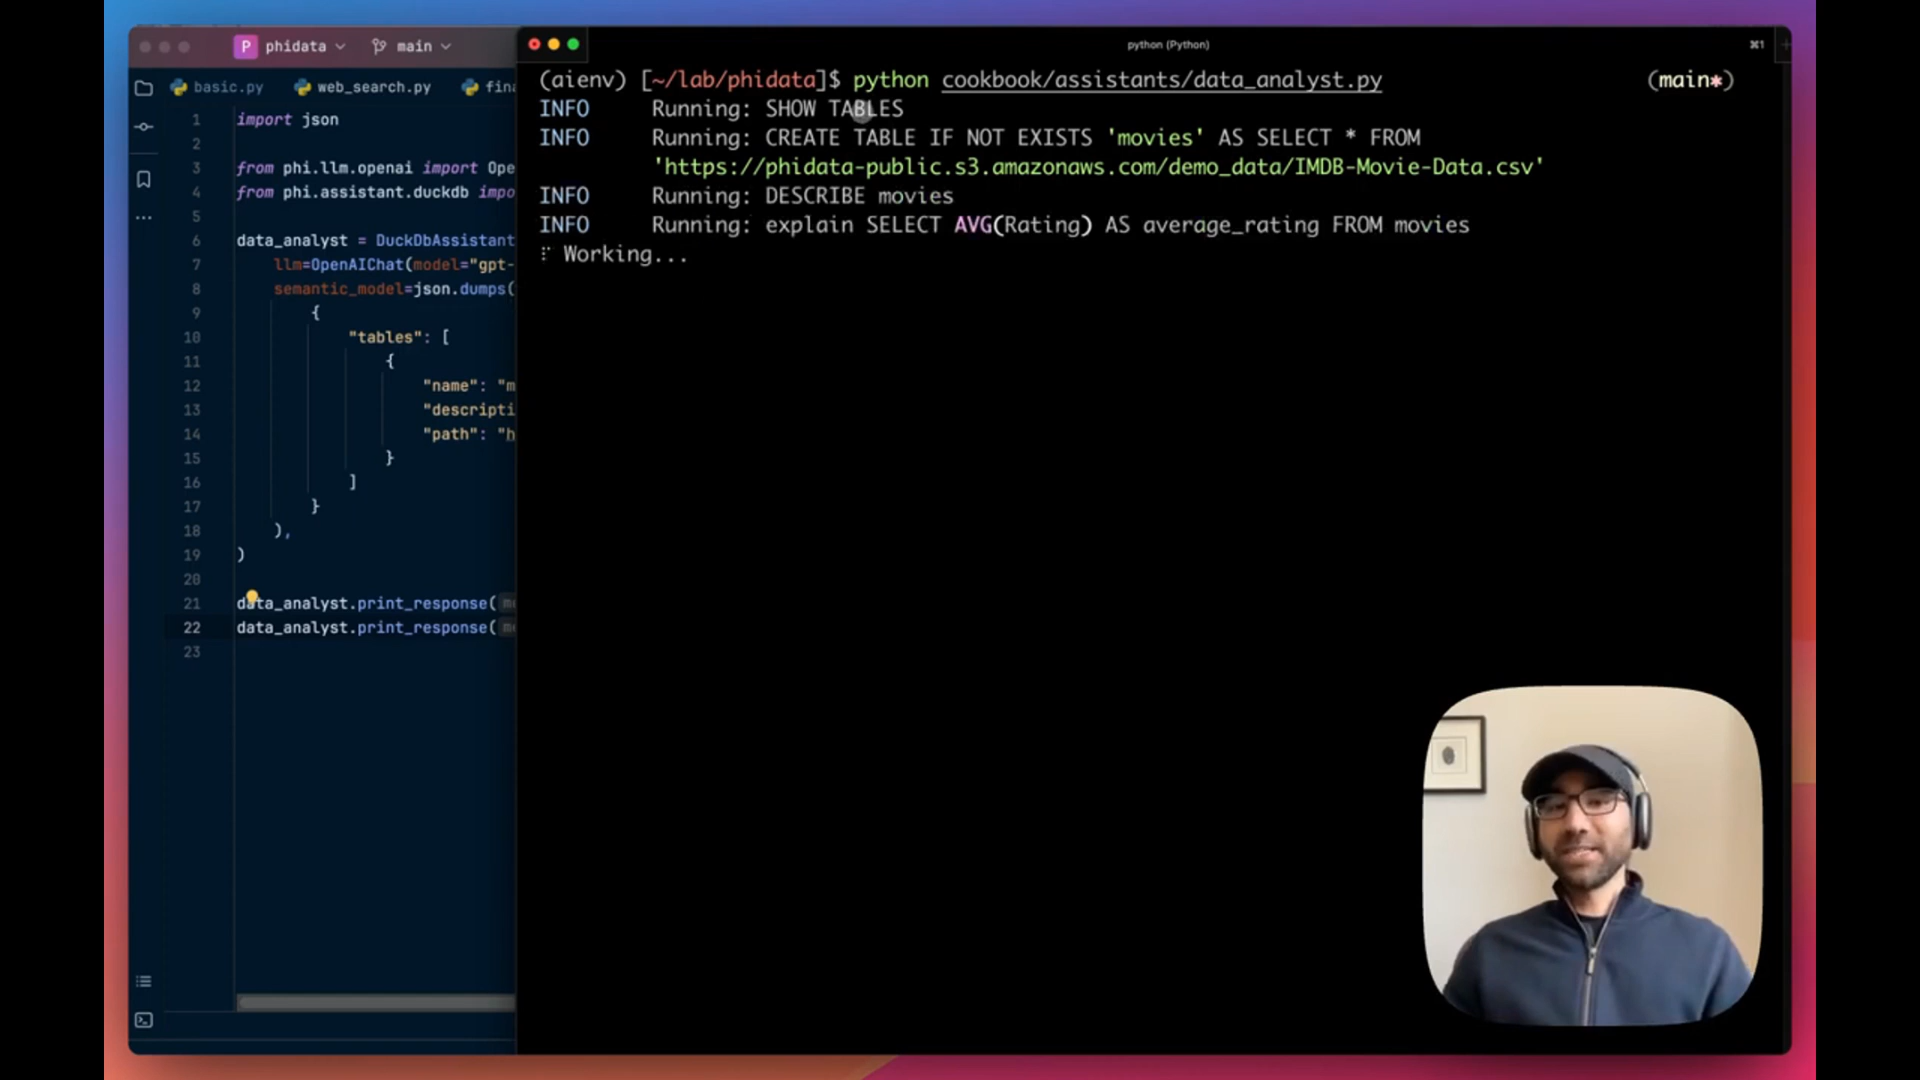 P phidata main
basic.py web_search.py fin
1 import json
2
3 from phi.llm.openai import Ope
4 from phi.assistant.duckdb impo
5
6 data_analyst = DuckDbAssistant
7 llm=OpenAIChat(model="gpt-
8 semantic_model=json.dumps(
9 {
10 "tables": [
11 {
12 "name": "m
13 "descripti
14 "path": "h
15 }
16 ]
17 }
18 ),
19 )
20
21 data_analyst.print_response( me
22 data_analyst.print_response( me
23
python (Python) ⌘1
(aienv) [~/lab/phidata]$ python cookbook/assistants/data_analyst.py (main*)
INFO Running: SHOW TABLES
INFO Running: CREATE TABLE IF NOT EXISTS 'movies' AS SELECT * FROM
'https://phidata-public.s3.amazonaws.com/demo_data/IMDB-Movie-Data.csv'
INFO Running: DESCRIBE movies
INFO Running: explain SELECT AVG(Rating) AS average_rating FROM movies
Working...